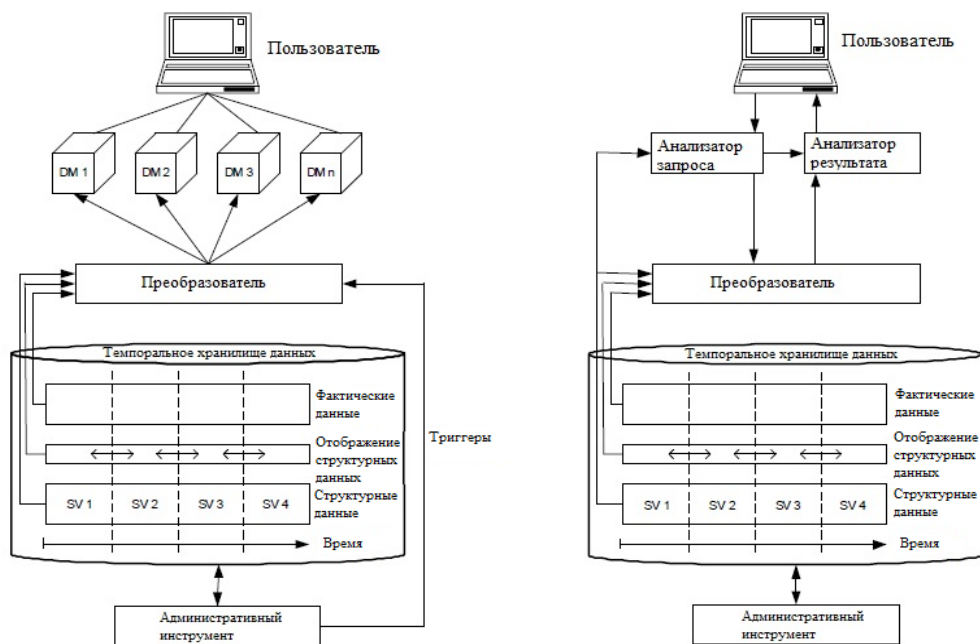 Пользователь
DM 1
DM 2
DM 3
DM n
Преобразователь
Темпоральное хранилище данных
Фактические
данные
Отображение
структурных
данных
SV 1
SV 2
SV 3
SV 4
Структурные
данные
Время
Триггеры
Административный
инструмент
Пользователь
Анализатор
запроса
Анализатор
результата
Преобразователь
Темпоральное хранилище данных
Фактические
данные
Отображение
структурных
данных
SV 1
SV 2
SV 3
SV 4
Структурные
данные
Время
Административный
инструмент